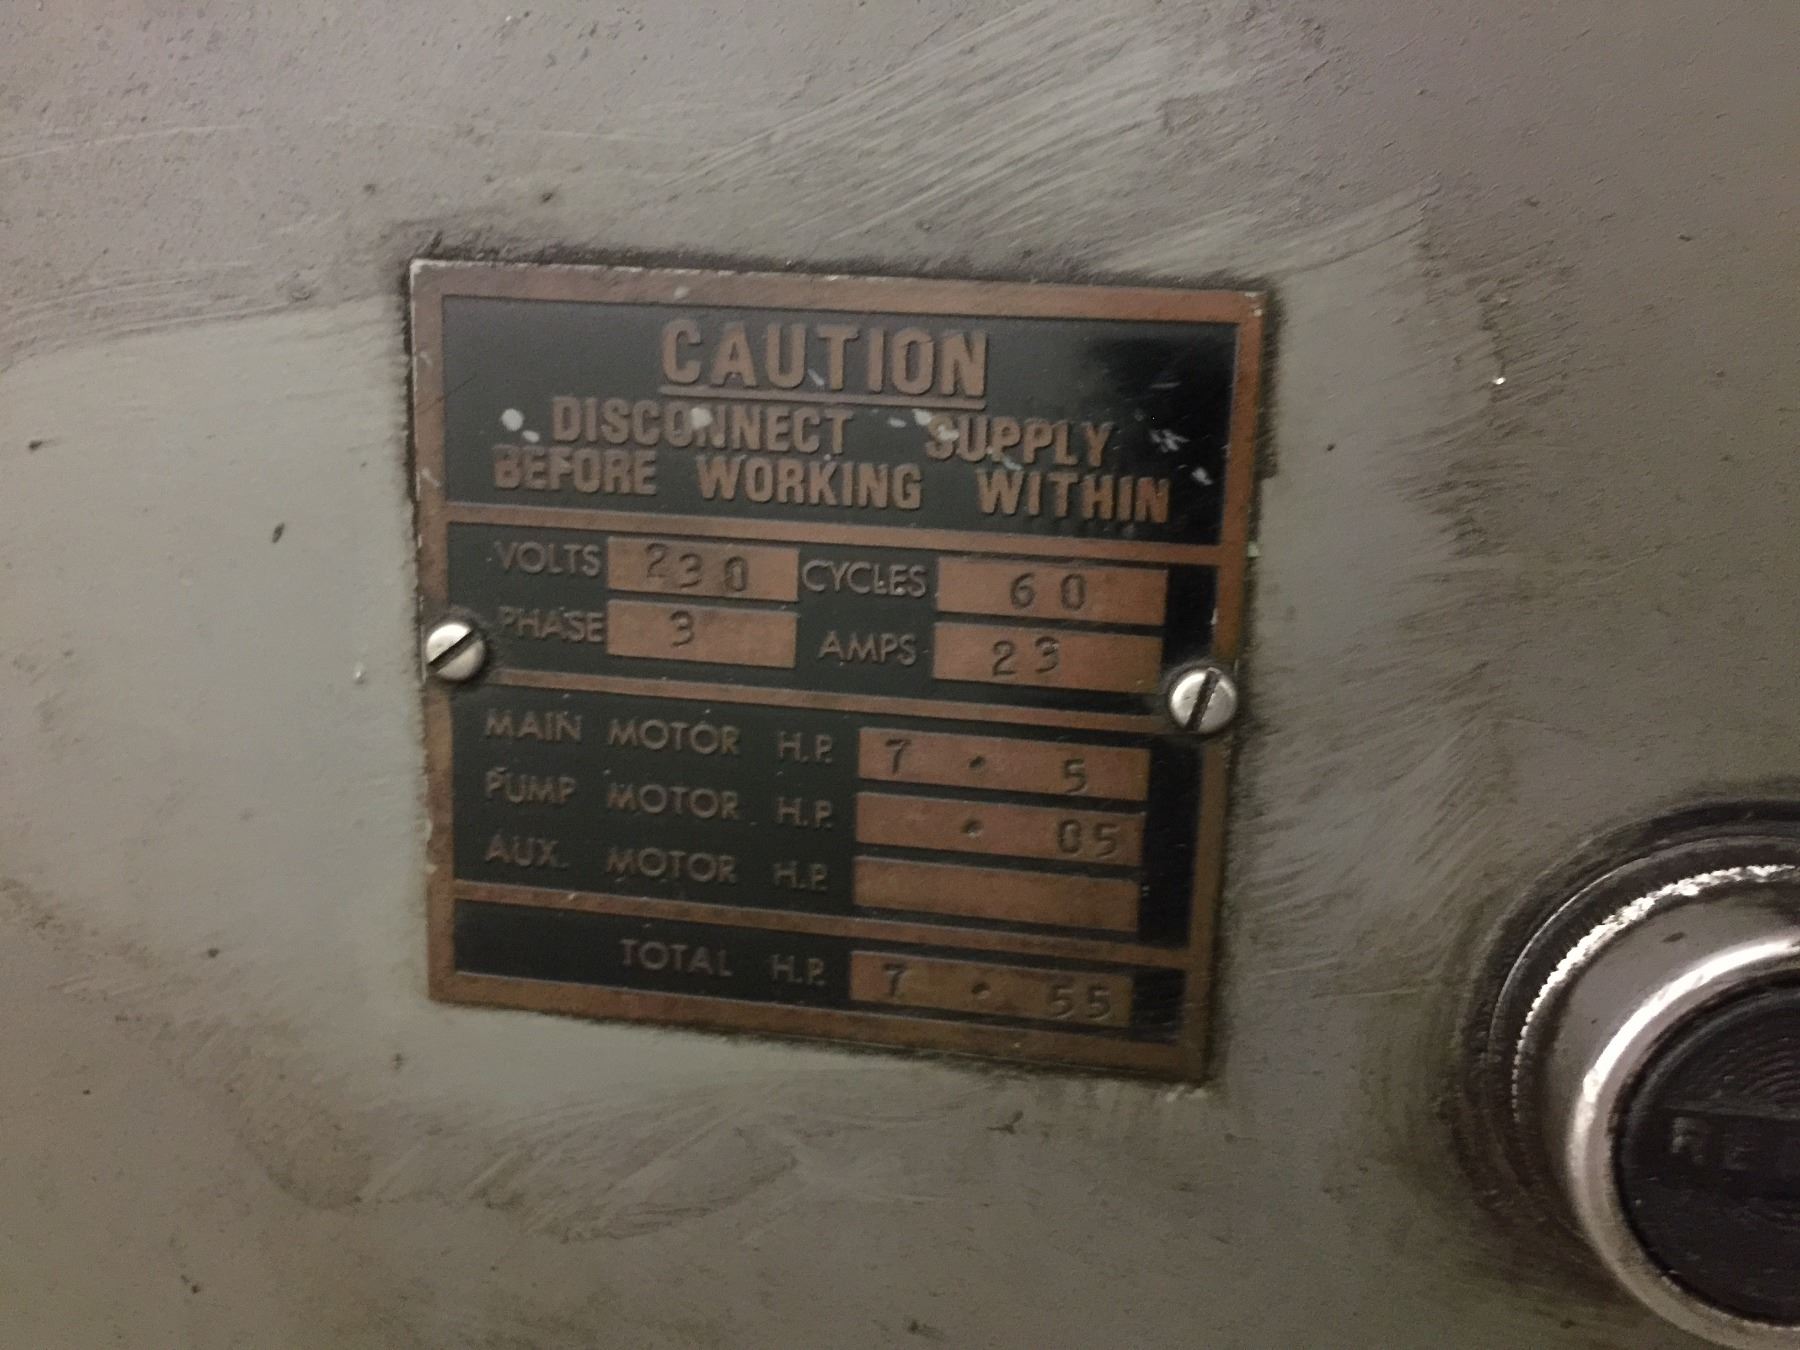 CAUTION
DISCONNECT SUPPLY
BEFORE WORKING WITHIN
VOLTS 230 CYCLES 60
PHASE 3 AMPS 23
MAIN MOTOR H.P. 7 . 5
PUMP MOTOR H.P. . 05
AUX. MOTOR H.P.
TOTAL H.P. 7 . 55